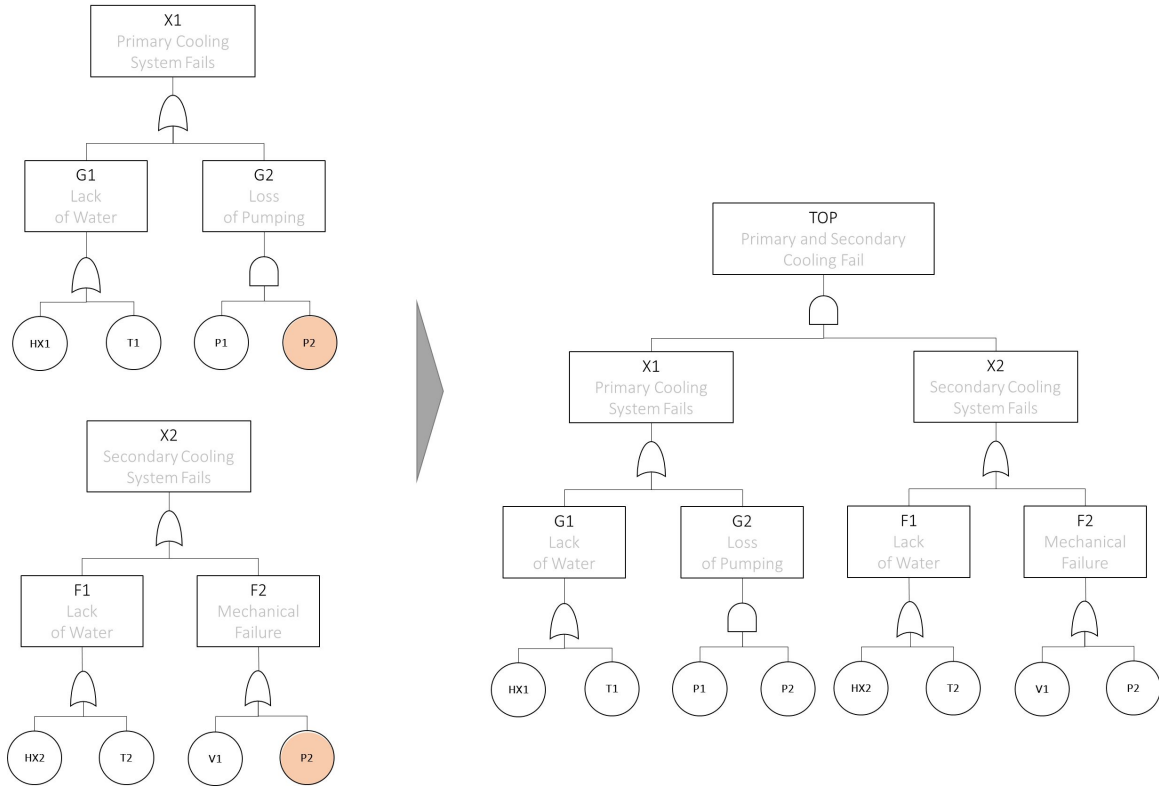 X1
Primary Cooling
System Fails
G1
Lack
of Water
G2
Loss
of Pumping
HX1
T1
P1
P2
X2
Secondary Cooling
System Fails
F1
Lack
of Water
F2
Mechanical
Failure
HX2
T2
V1
P2
TOP
Primary and Secondary
Cooling Fail
X1
Primary Cooling
System Fails
X2
Secondary Cooling
System Fails
G1
Lack
of Water
G2
Loss
of Pumping
F1
Lack
of Water
F2
Mechanical
Failure
HX1
T1
P1
P2
HX2
T2
V1
P2